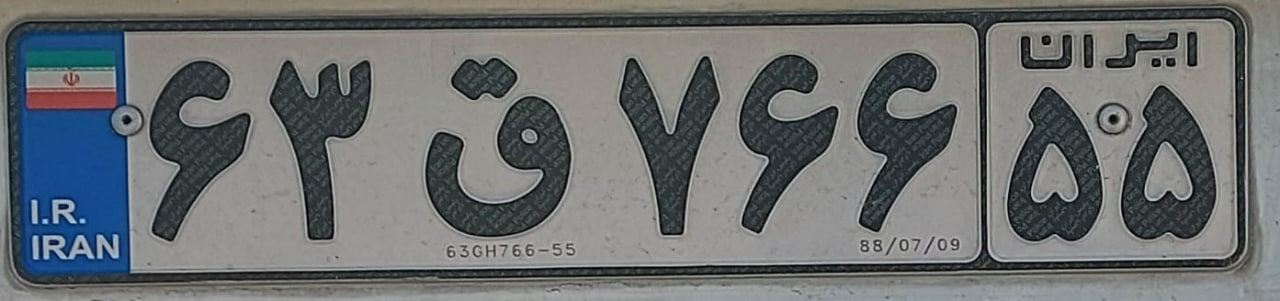 I.R.
IRAN
۶۳ ق ۷۶۶
63GH766-55
88/07/09
ایران
۵۵